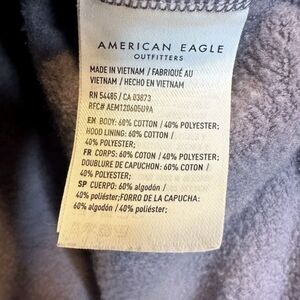 AMERICAN EAGLE
OUTFITTERS
MADE IN VIETNAM / FABRIQUÉ AU
VIETNAM / HECHO EN VIETNAM
RN 54485 / CA 03873
RFC# AEM120605U9A
EN BODY: 60% COTTON / 40% POLYESTER;
HOOD LINING: 60% COTTON /
40% POLYESTER;
FR CORPS: 60% COTON / 40% POLYESTER;
DOUBLURE DE CAPUCHON: 60% COTON /
40% POLYESTER;
SP CUERPO: 60% algodón /
40% poliéster;FORRO DE LA CAPUCHA:
60% algodón / 40% poliéster;